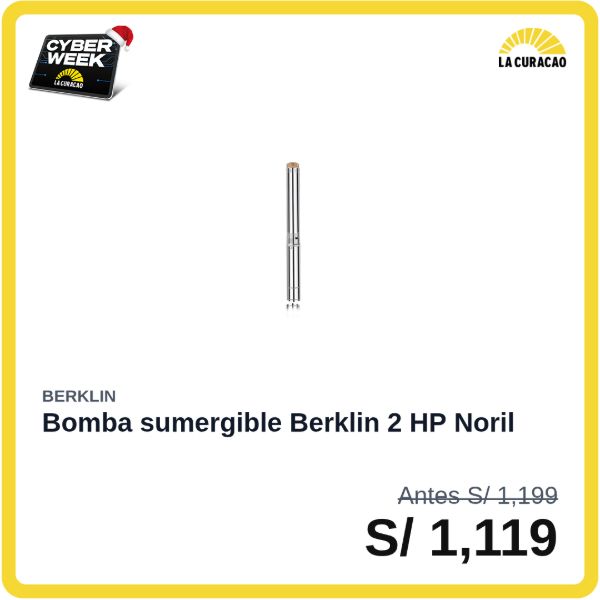 CYBER
WEEK
LA CURACAO
LA CURACAO
BERKLIN
Bomba sumergible Berklin 2 HP Noril
Antes S/ 1,199
S/ 1,119